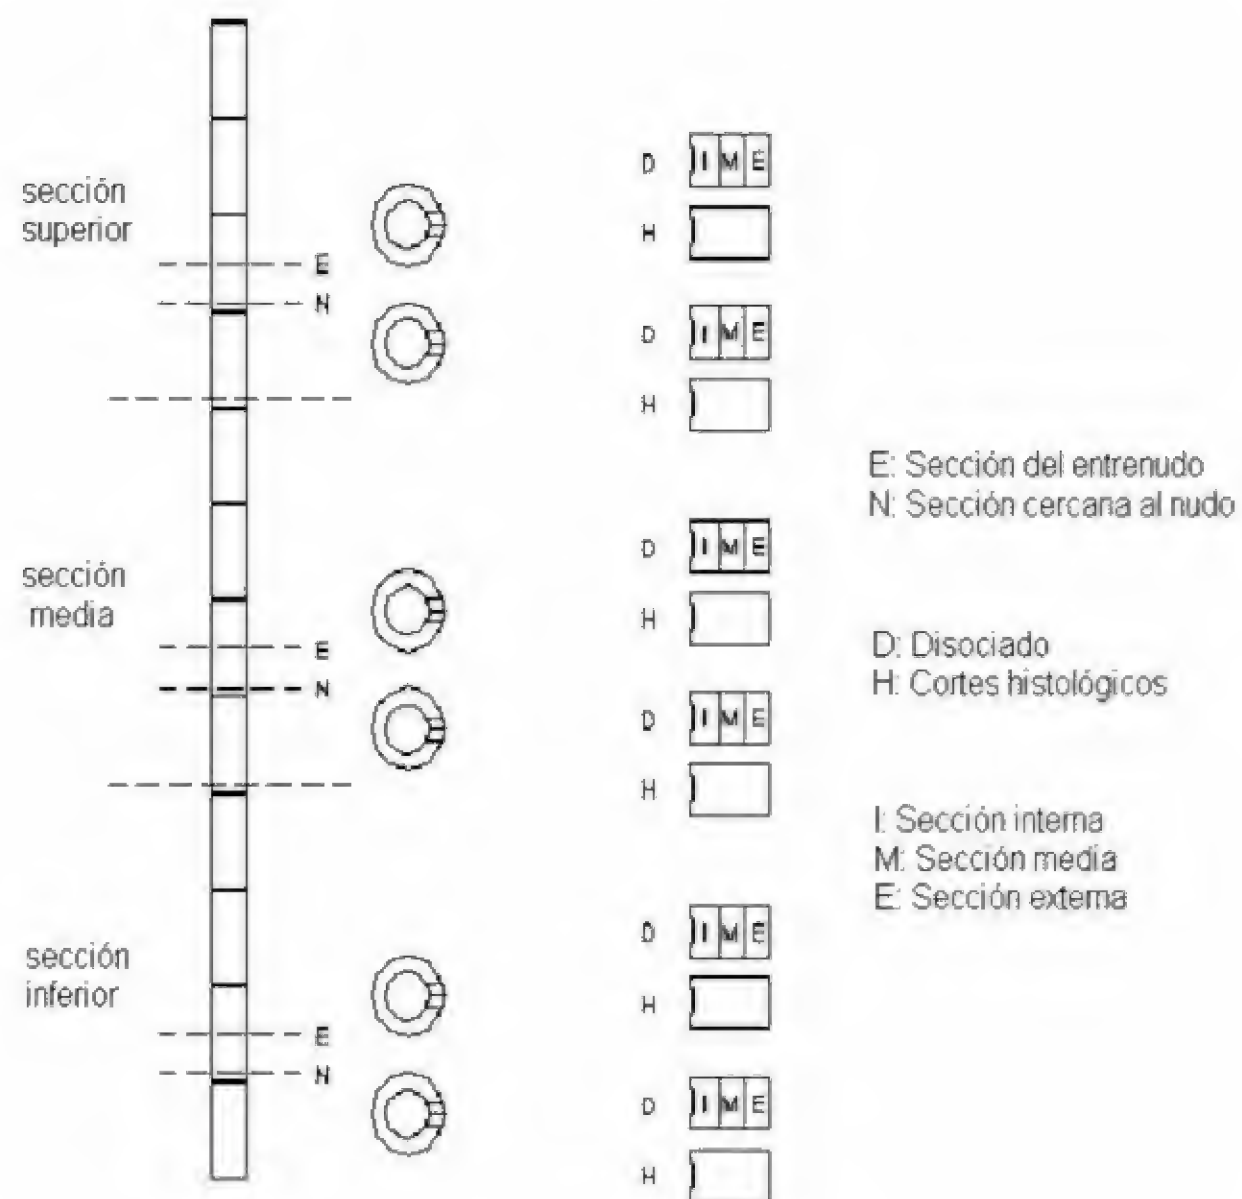 D I M E
sección
superior
H
E
N
D I M E
H
E: Sección del entrenudo
N: Sección cercana al nudo
D I M E
sección
media
H
E
N
D: Disociado
H: Cortes histológicos
D I M E
H
I: Sección interna
M: Sección media
E: Sección externa
D I M E
sección
inferior
H
E
N
D I M E
H